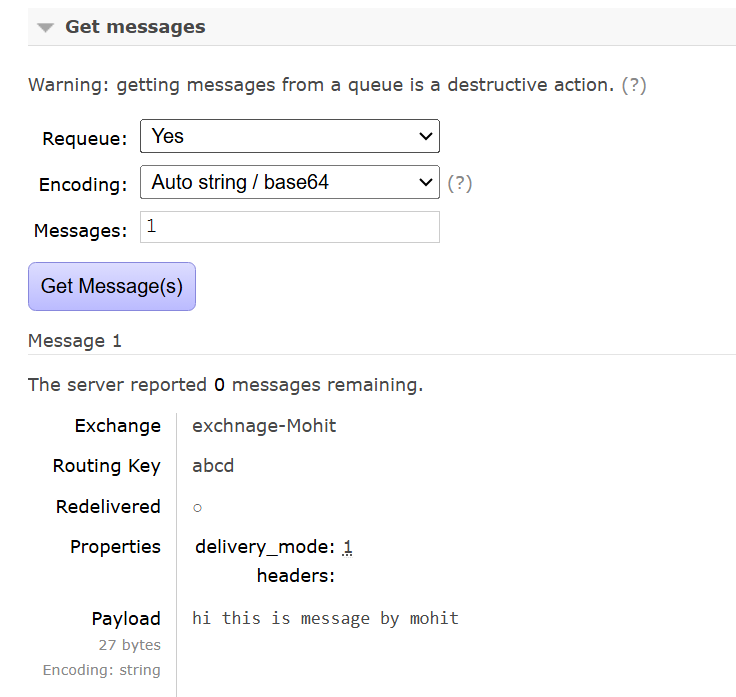 Get messages
Warning: getting messages from a queue is a destructive action. (?)
Requeue: Yes
Encoding: Auto string / base64 (?)
Messages: 1
Get Message(s)
Message 1
The server reported 0 messages remaining.
Exchange exchnage-Mohit
Routing Key abcd
Redelivered ○
Properties delivery_mode: 1
headers:
Payload hi this is message by mohit
27 bytes
Encoding: string